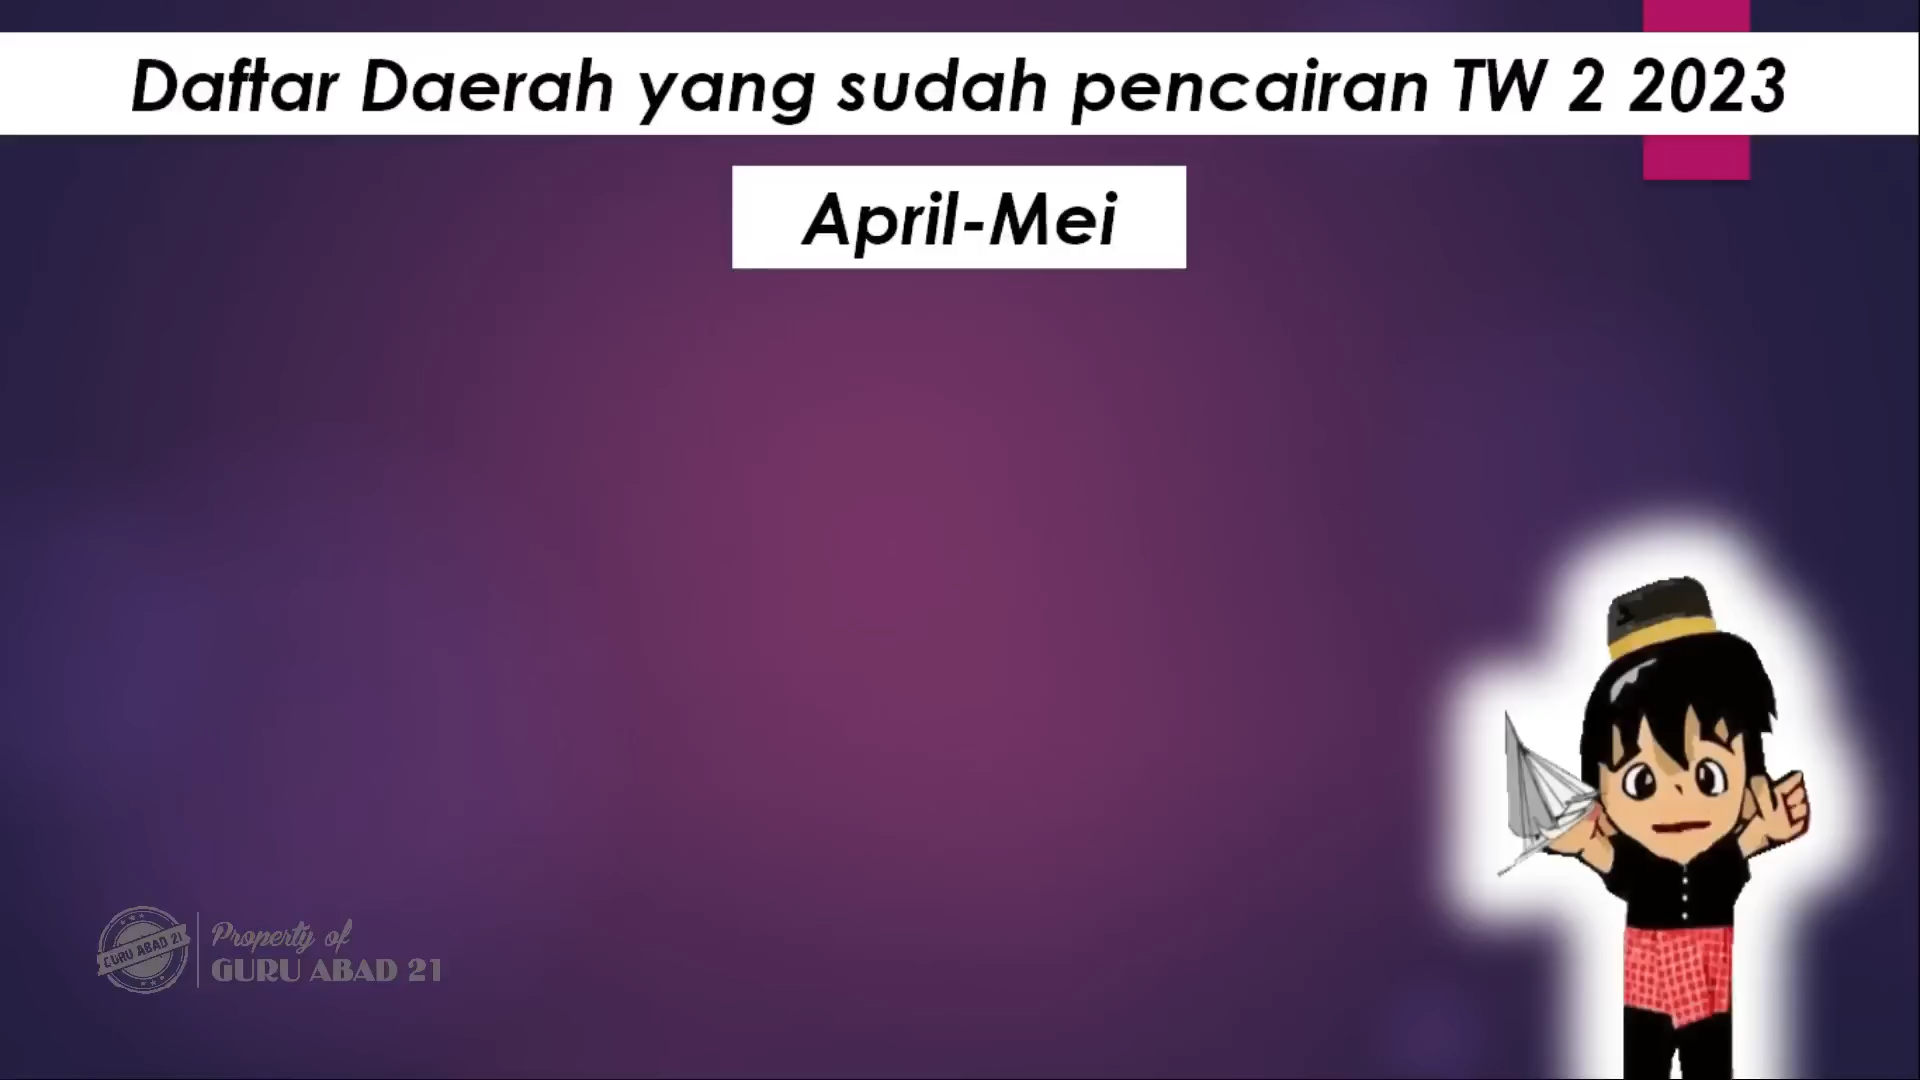 Daftar Daerah yang sudah pencairan TW 2 2023
April-Mei
GURU ABAD 21
Property of
GURU ABAD 21